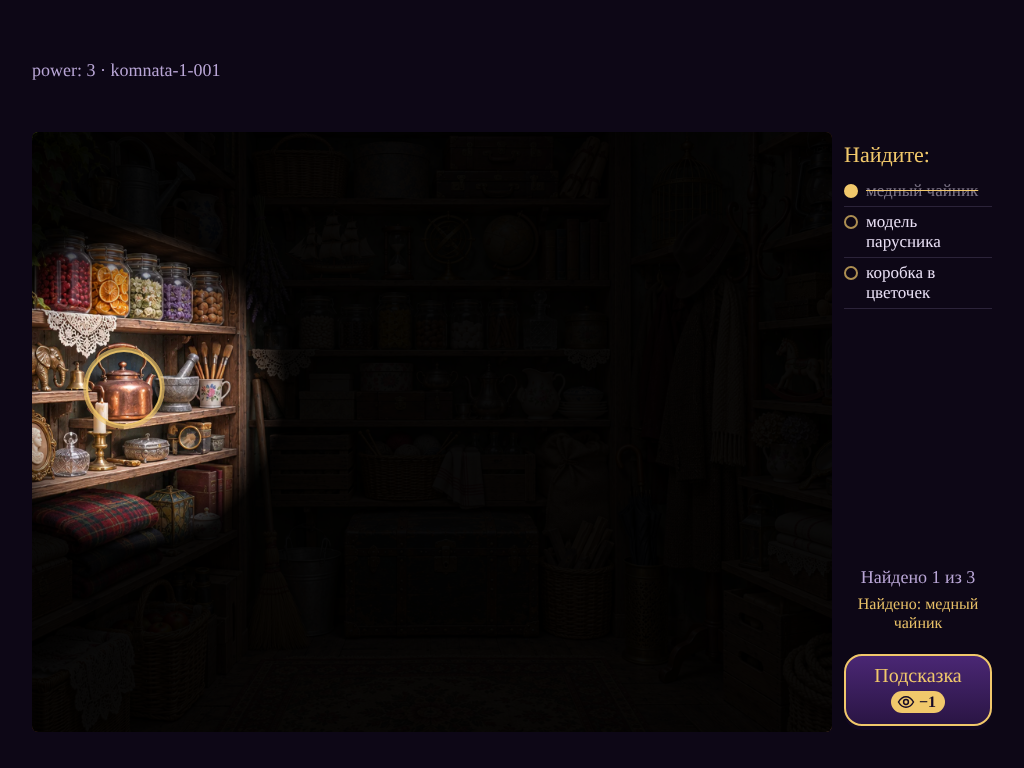 power: 3 · komnata-1-001
Найдите:
медный чайник
модель
парусника
коробка в
цветочек
Найдено 1 из 3
Найдено: медный
чайник
Подсказка
−1